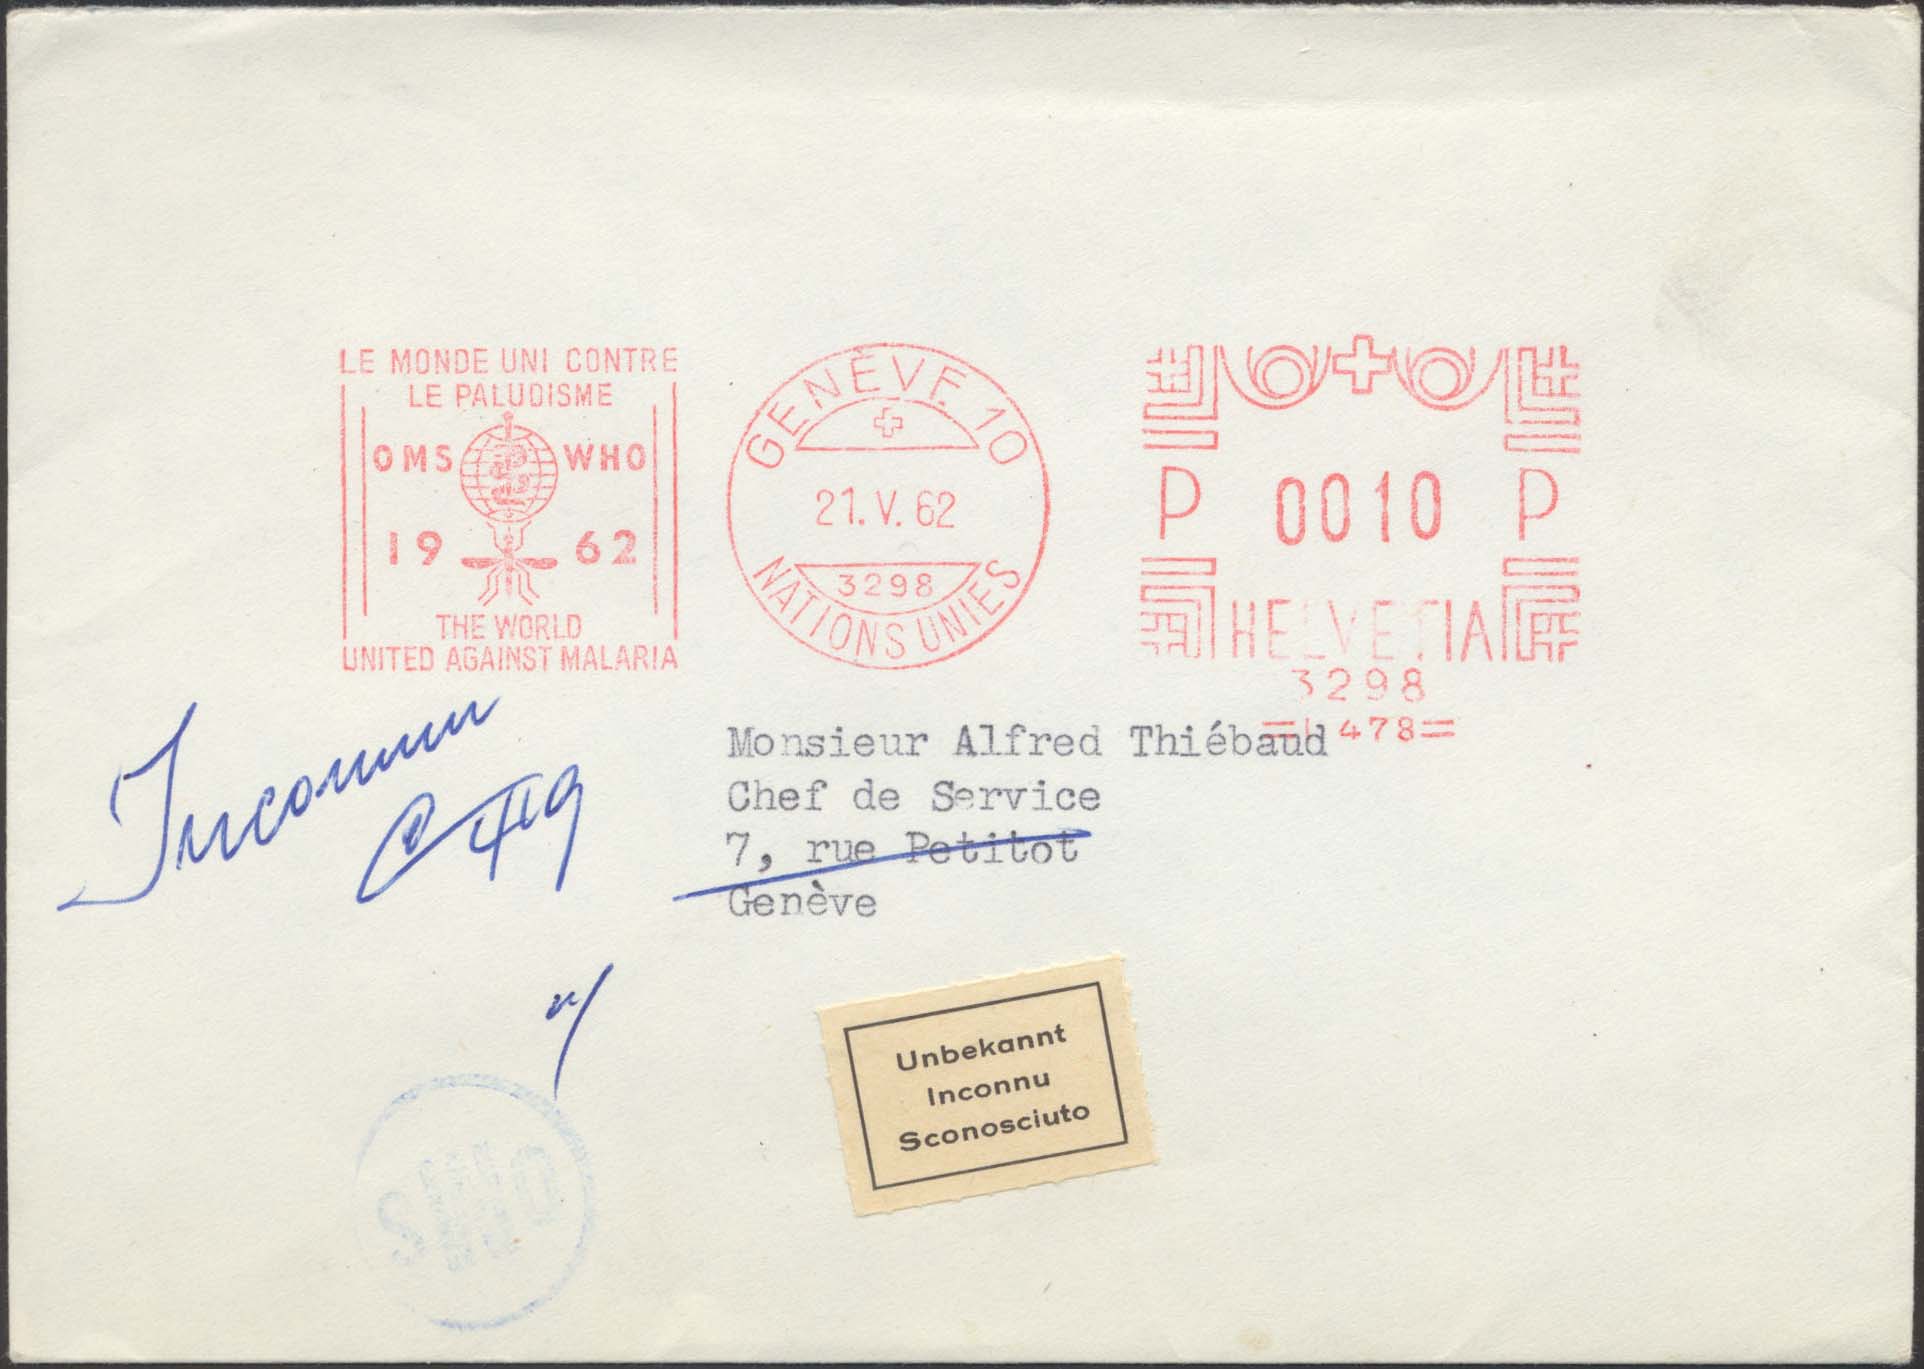 LE MONDE UNI CONTRE
LE PALUDISME
OMS WHO
1962
THE WORLD
UNITED AGAINST MALARIA
GENÈVE 10
21. V. 62
3298
NATIONS UNIES
P 0010 P
HELVETIA
3298
478
Inconnu
Monsieur Alfred Thiébaud
Chef de Service
7, rue Petitot
Genève
Unbekannt
Inconnu
Sconosciuto